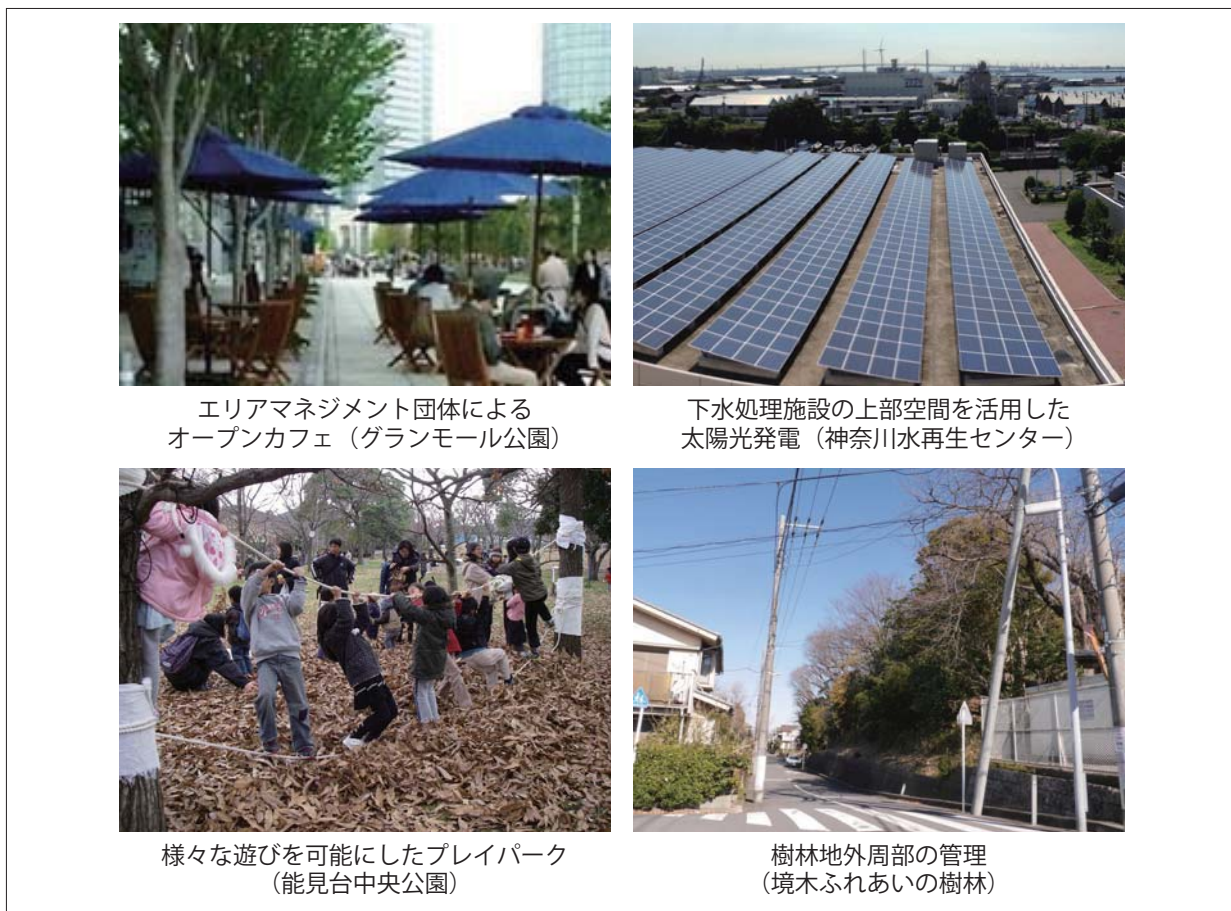 エリアマネジメント団体による
オープンカフェ（グランモール公園）
下水処理施設の上部空間を活用した
太陽光発電（神奈川水再生センター）
様々な遊びを可能にしたプレイパーク
（能見台中央公園）
樹林地外周部の管理
（境木ふれあいの樹林）